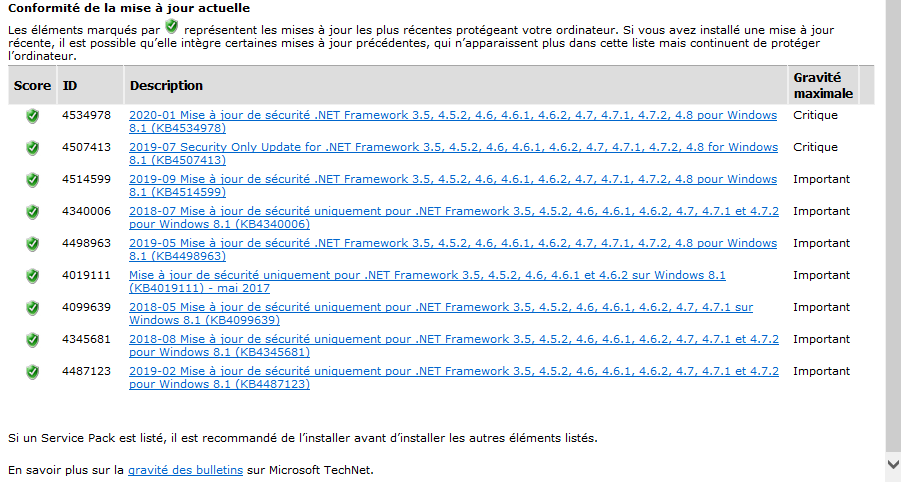 Conformité de la mise à jour actuelle
Les éléments marqués par représentent les mises à jour les plus récentes protégeant votre ordinateur. Si vous avez installé une mise à jour
récente, il est possible qu'elle intègre certaines mises à jour précédentes, qui n'apparaissent plus dans cette liste mais continuent de protéger
l'ordinateur.
Score ID Description Gravité maximale
4534978 2020-01 Mise à jour de sécurité .NET Framework 3.5, 4.5.2, 4.6, 4.6.1, 4.6.2, 4.7, 4.7.1, 4.7.2, 4.8 pour Windows Critique
8.1 (KB4534978)
4507413 2019-07 Security Only Update for .NET Framework 3.5, 4.5.2, 4.6, 4.6.1, 4.6.2, 4.7, 4.7.1, 4.7.2, 4.8 for Windows Critique
8.1 (KB4507413)
4514599 2019-09 Mise à jour de sécurité .NET Framework 3.5, 4.5.2, 4.6, 4.6.1, 4.6.2, 4.7, 4.7.1, 4.7.2, 4.8 pour Windows Important
8.1 (KB4514599)
4340006 2018-07 Mise à jour de sécurité uniquement pour .NET Framework 3.5, 4.5.2, 4.6, 4.6.1, 4.6.2, 4.7, 4.7.1 et 4.7.2 Important
pour Windows 8.1 (KB4340006)
4498963 2019-05 Mise à jour de sécurité .NET Framework 3.5, 4.5.2, 4.6, 4.6.1, 4.6.2, 4.7, 4.7.1, 4.7.2, 4.8 pour Windows Important
8.1 (KB4498963)
4019111 Mise à jour de sécurité uniquement pour .NET Framework 3.5, 4.5.2, 4.6, 4.6.1 et 4.6.2 sur Windows 8.1 Important
(KB4019111) - mai 2017
4099639 2018-05 Mise à jour de sécurité uniquement pour .NET Framework 3.5, 4.5.2, 4.6, 4.6.1, 4.6.2, 4.7, 4.7.1 sur Important
Windows 8.1 (KB4099639)
4345681 2018-08 Mise à jour de sécurité uniquement pour .NET Framework 3.5, 4.5.2, 4.6, 4.6.1, 4.6.2, 4.7, 4.7.1 et 4.7.2 Important
pour Windows 8.1 (KB4345681)
4487123 2019-02 Mise à jour de sécurité uniquement pour .NET Framework 3.5, 4.5.2, 4.6, 4.6.1, 4.6.2, 4.7, 4.7.1 et 4.7.2 Important
pour Windows 8.1 (KB4487123)
Si un Service Pack est listé, il est recommandé de l'installer avant d'installer les autres éléments listés.
En savoir plus sur la gravité des bulletins sur Microsoft TechNet.